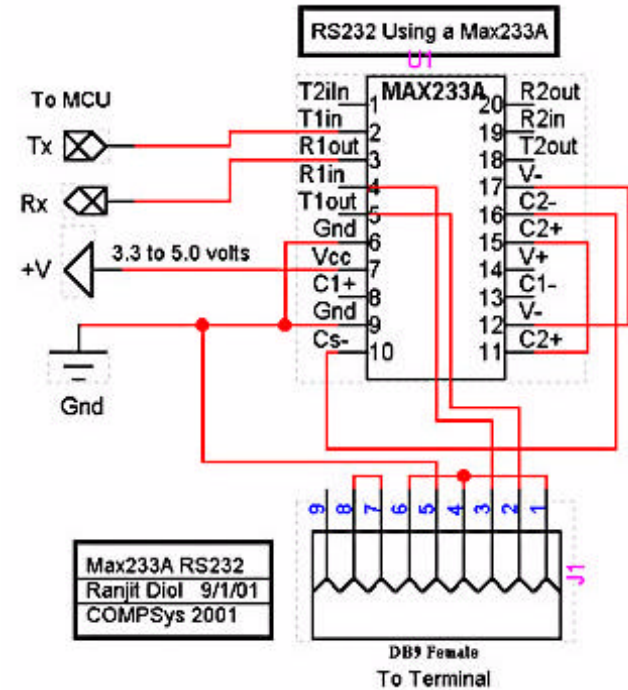 RS232 Using a Max233A
U1
To MCU
Tx
Rx
+V
3.3 to 5.0 volts
Gnd
MAX233A
T2iIn
1
T1in
2
R1out
3
R1in
4
T1out
5
Gnd
6
Vcc
7
C1+
8
Gnd
9
Cs-
10
20
R2out
19
R2in
18
T2out
17
V-
16
C2-
15
C2+
14
V+
13
C1-
12
V-
11
C2+
9 8 7 6 5 4 3 2 1
J1
Max233A RS232
Ranjit Diol 9/1/01
COMPSys 2001
DB9 Female
To Terminal